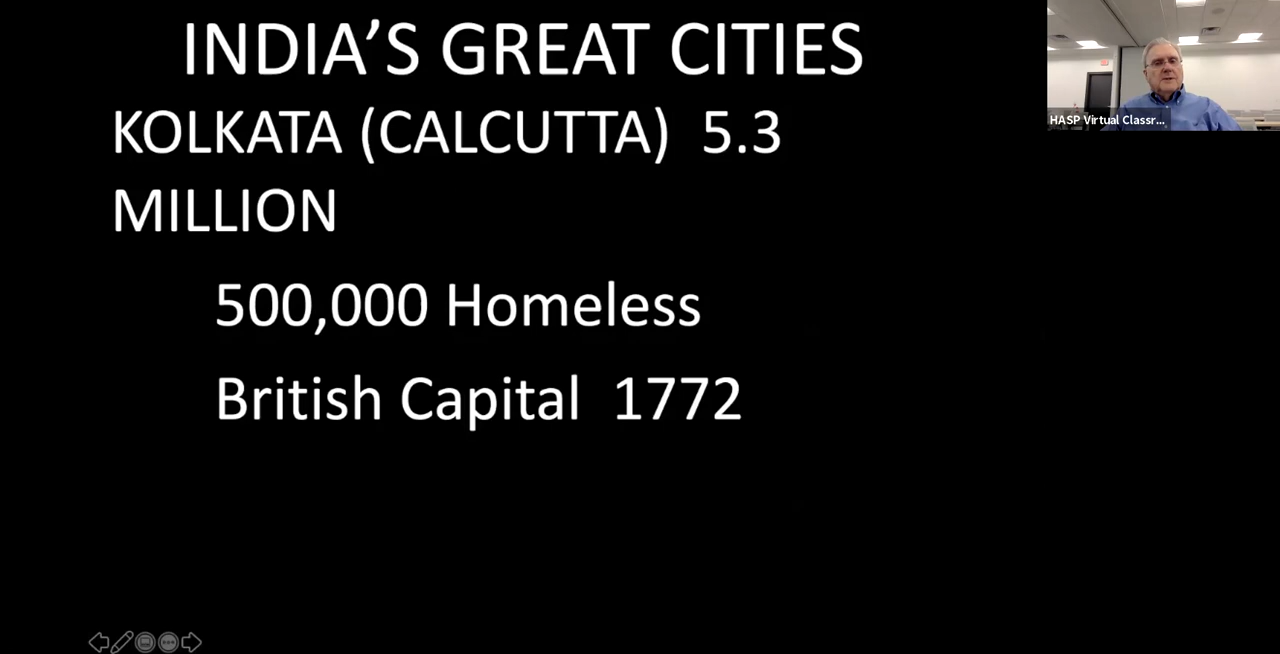 INDIA’S GREAT CITIES
KOLKATA (CALCUTTA)  5.3
MILLION
500,000 Homeless
British Capital  1772
HASP Virtual Classr...